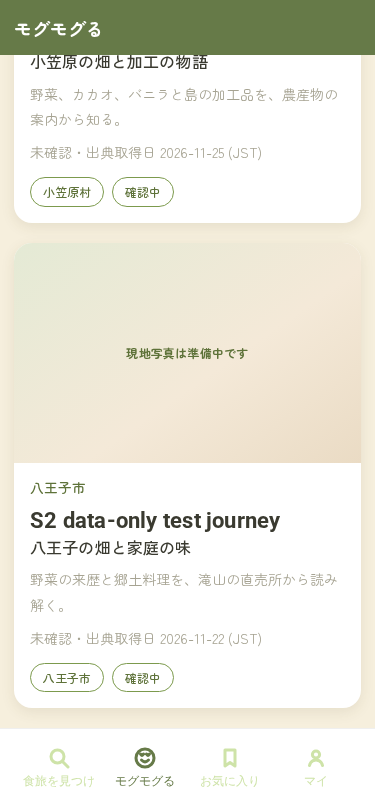 モグモグる
小笠原の畑と加工の物語
野菜、カカオ、バニラと島の加工品を、農産物の
案内から知る。
未確認・出典取得日 2026-11-25 (JST)
小笠原村
確認中
現地写真は準備中です
八王子市
S2 data-only test journey
八王子の畑と家庭の味
野菜の来歴と郷土料理を、滝山の直売所から読み
解く。
未確認・出典取得日 2026-11-22 (JST)
八王子市
確認中
食旅を見つけ
モグモグる
お気に入り
マイ